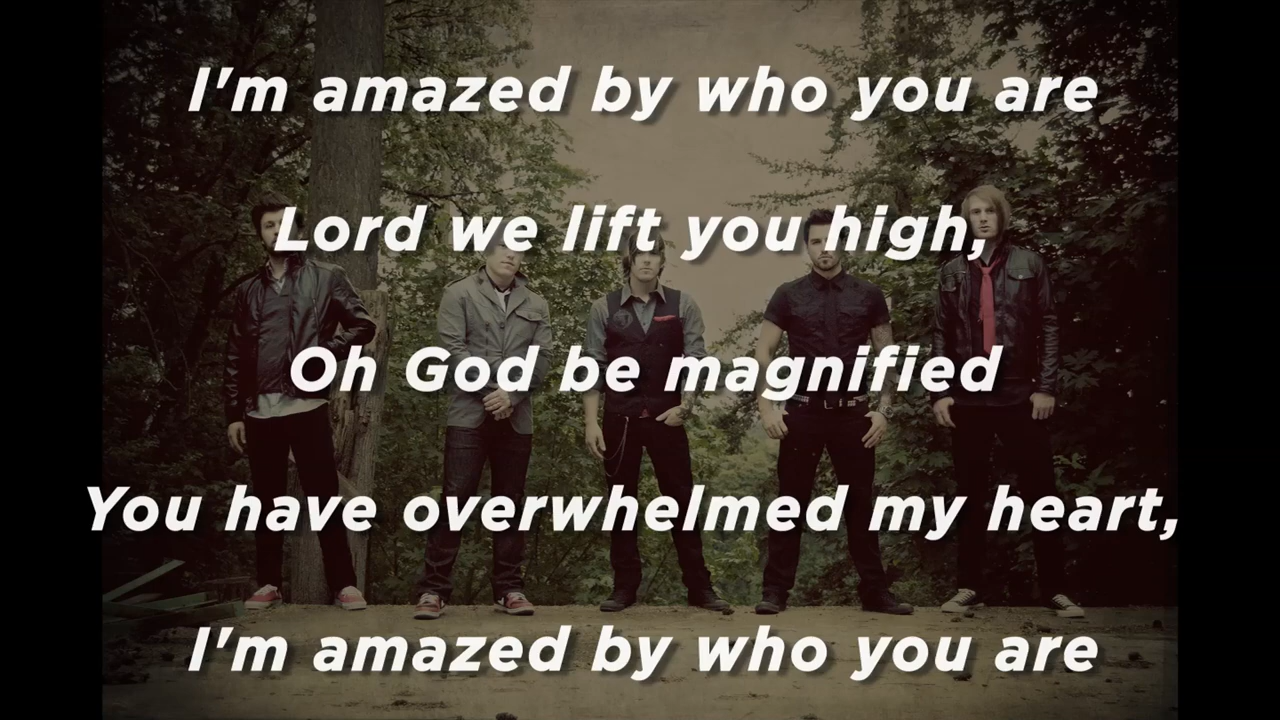 I'm amazed by who you are
Lord we lift you high,
Oh God be magnified
You have overwhelmed my heart,
I'm amazed by who you are